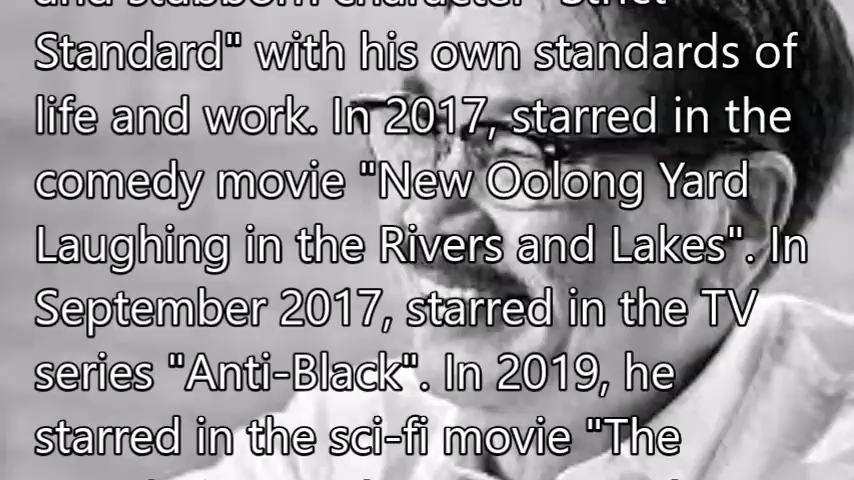 Standard" with his own standards of
life and work. In 2017, starred in the
comedy movie "New Oolong Yard
Laughing in the Rivers and Lakes". In
September 2017, starred in the TV
series "Anti-Black". In 2019, he
starred in the sci-fi movie "The